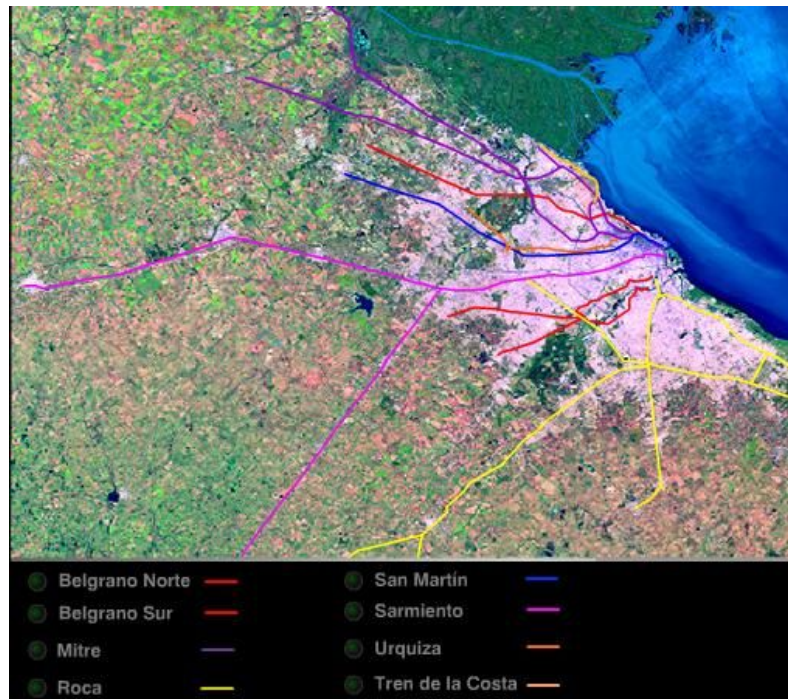 Belgrano Norte
Belgrano Sur
Mitre
Roca
San Martín
Sarmiento
Urquiza
Tren de la Costa